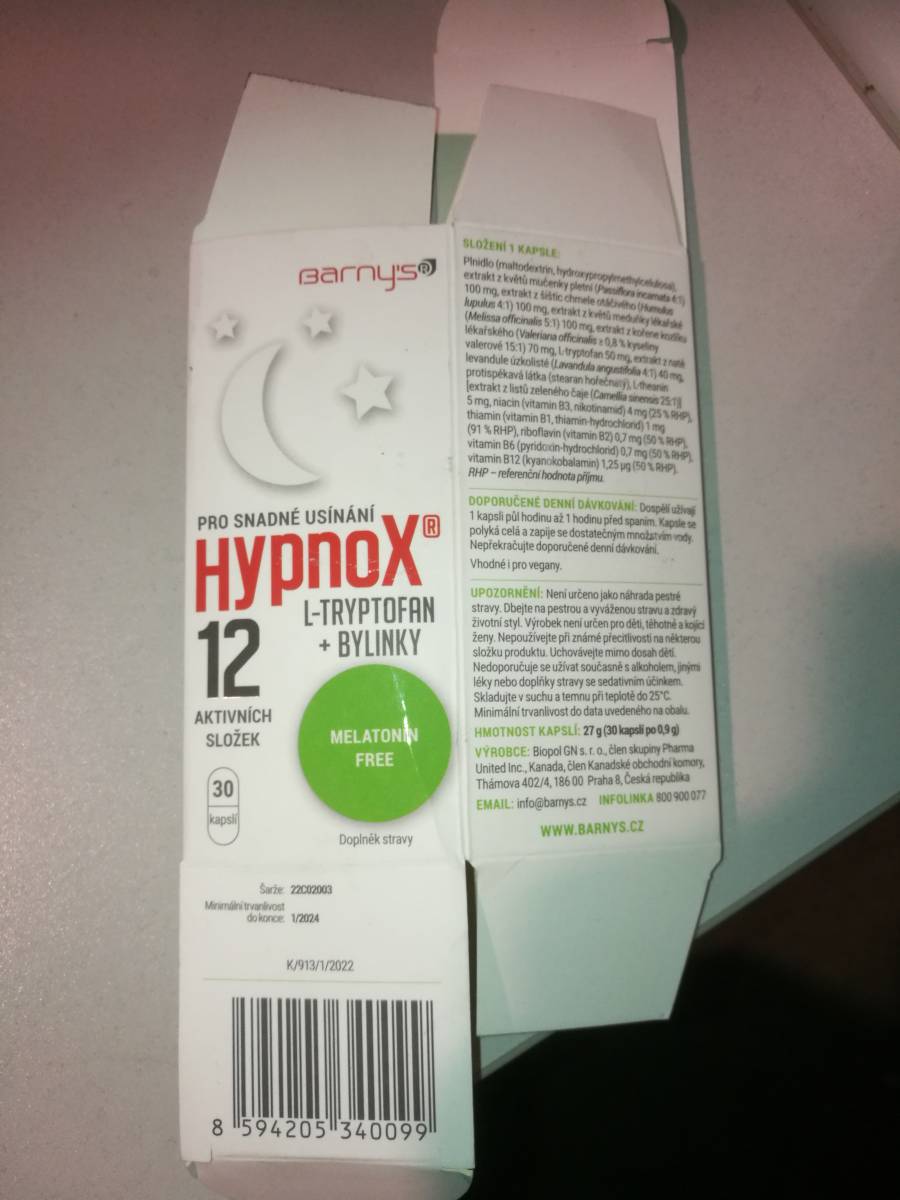 Barny's®
PRO SNADNÉ USÍNÁNÍ
HypnoX®
L-TRYPTOFAN
+ BYLINKY
12
AKTIVNÍCH
SLOŽEK
MELATONIN
FREE
30
kapslí
Doplněk stravy
Šarže: 22C02003
Minimální trvanlivost
do konce: 1/2024
K/913/1/2022
8 594205 340099
SLOŽENÍ 1 KAPSLE:
Plnidlo (maltodextrin, hydroxypropylmethylcelulosa),
extrakt z květů mučenky pletní (Passiflora incarnata 4:1)
100 mg, extrakt z šištic chmele otáčivého (Humulus
lupulus 4:1) 100 mg, extrakt z květů meduňky lékařské
(Melissa officinalis 5:1) 100 mg, extrakt z kořene kozlíku
lékařského (Valeriana officinalis ≥ 0,8 % kyseliny
valerové 15:1) 70 mg, L-tryptofan 50 mg, extrakt z natě
levandule úzkolisté (Lavandula angustifolia 4:1) 40 mg,
protispékavá látka (stearan hořečnatý), L-theanin
[extrakt z listů zeleného čaje (Camellia sinensis 25:1)]
5 mg, niacin (vitamin B3, nikotinamid) 4 mg (25 % RHP),
thiamin (vitamin B1, thiamin-hydrochlorid) 1 mg
(91 % RHP), riboflavin (vitamin B2) 0,7 mg (50 % RHP),
vitamin B6 (pyridoxin-hydrochlorid) 0,7 mg (50 % RHP),
vitamin B12 (kyanokobalamin) 1,25 µg (50 % RHP).
RHP – referenční hodnota příjmu.
DOPORUČENÉ DENNÍ DÁVKOVÁNÍ: Dospělí užívají
1 kapsli půl hodinu až 1 hodinu před spaním. Kapsle se
polyká celá a zapije se dostatečným množstvím vody.
Nepřekračujte doporučené denní dávkování.
Vhodné i pro vegany.
UPOZORNĚNÍ: Není určeno jako náhrada pestré
stravy. Dbejte na pestrou a vyváženou stravu a zdravý
životní styl. Výrobek není určen pro děti, těhotné a kojící
ženy. Nepoužívejte při známé přecitlivosti na některou
složku produktu. Uchovávejte mimo dosah dětí.
Nedoporučuje se užívat současně s alkoholem, jinými
léky nebo doplňky stravy se sedativním účinkem.
Skladujte v suchu a temnu při teplotě do 25°C.
Minimální trvanlivost do data uvedeného na obalu.
HMOTNOST KAPSLÍ: 27 g (30 kapslí po 0,9 g)
VÝROBCE: Biopol GN s. r. o., člen skupiny Pharma
United Inc., Kanada, člen Kanadské obchodní komory,
Thámova 402/4, 186 00 Praha 8, Česká republika
EMAIL: info@barnys.cz INFOLINKA 800 900 077
WWW.BARNYS.CZ